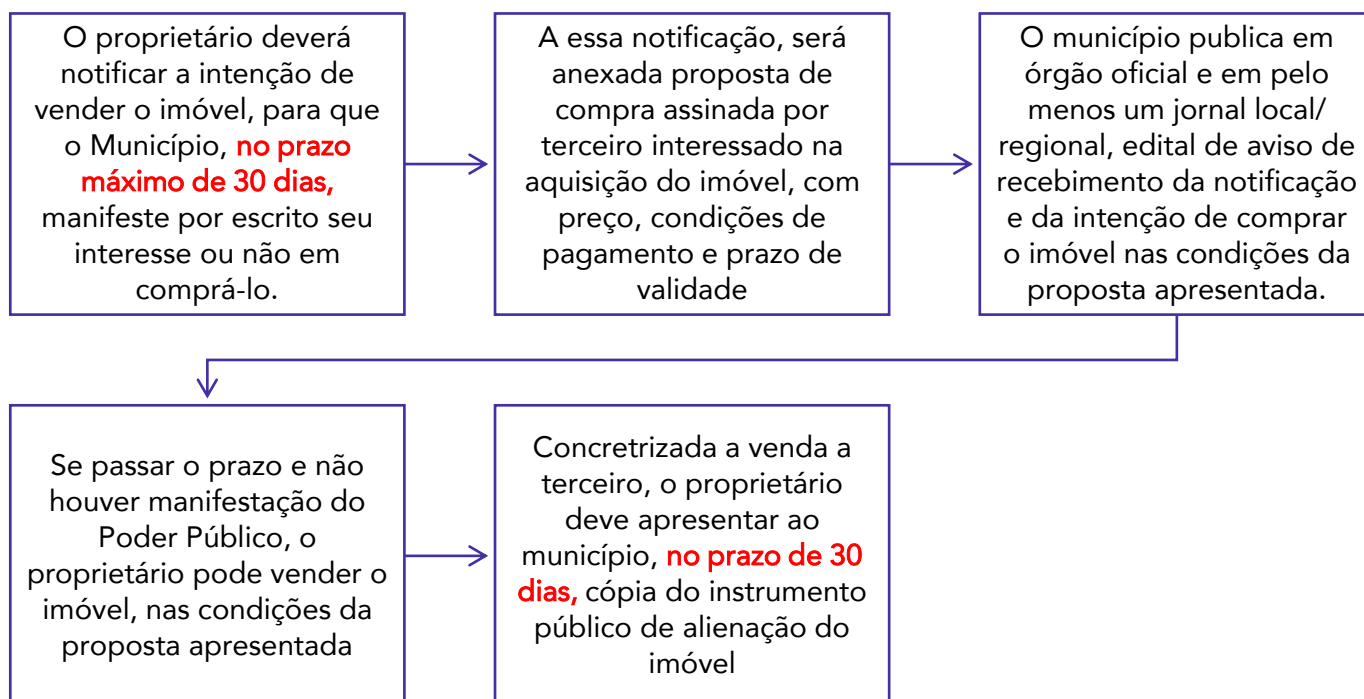 O proprietário deverá
notificar a intenção de
vender o imóvel, para que
o Município, no prazo
máximo de 30 dias,
manifeste por escrito seu
interesse ou não em
comprá-lo.
A essa notificação, será
anexada proposta de
compra assinada por
terceiro interessado na
aquisição do imóvel, com
preço, condições de
pagamento e prazo de
validade
O município publica em
órgão oficial e em pelo
menos um jornal local/
regional, edital de aviso de
recebimento da notificação
e da intenção de comprar
o imóvel nas condições da
proposta apresentada.
Se passar o prazo e não
houver manifestação do
Poder Público, o
proprietário pode vender o
imóvel, nas condições da
proposta apresentada
Concretrizada a venda a
terceiro, o proprietário
deve apresentar ao
município, no prazo de 30
dias, cópia do instrumento
público de alienação do
imóvel